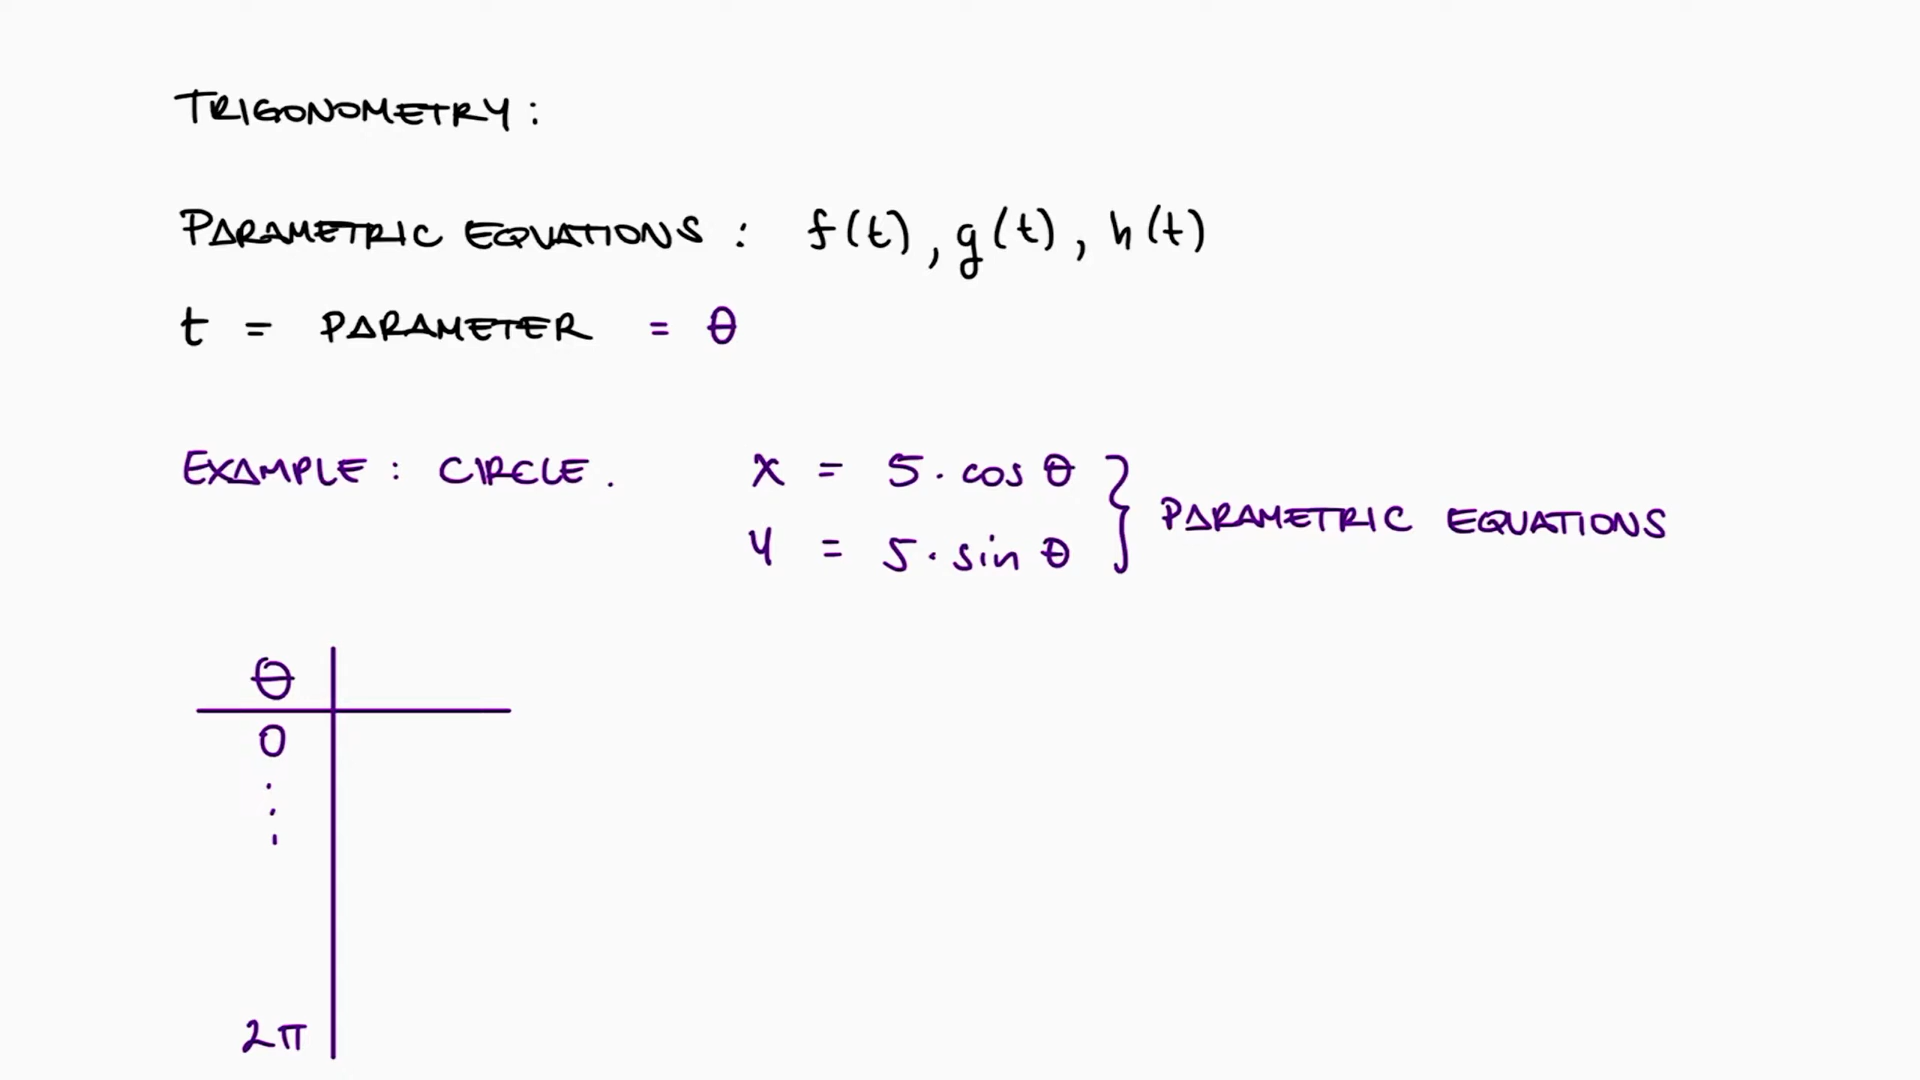 TRIGONOMETRY:
PARAMETRIC EQUATIONS: f(t), g(t), h(t)
t = PARAMETER = θ
EXAMPLE: CIRCLE. x = 5·cos θ
y = 5·sin θ
} PARAMETRIC EQUATIONS
θ
0
⋮
2π